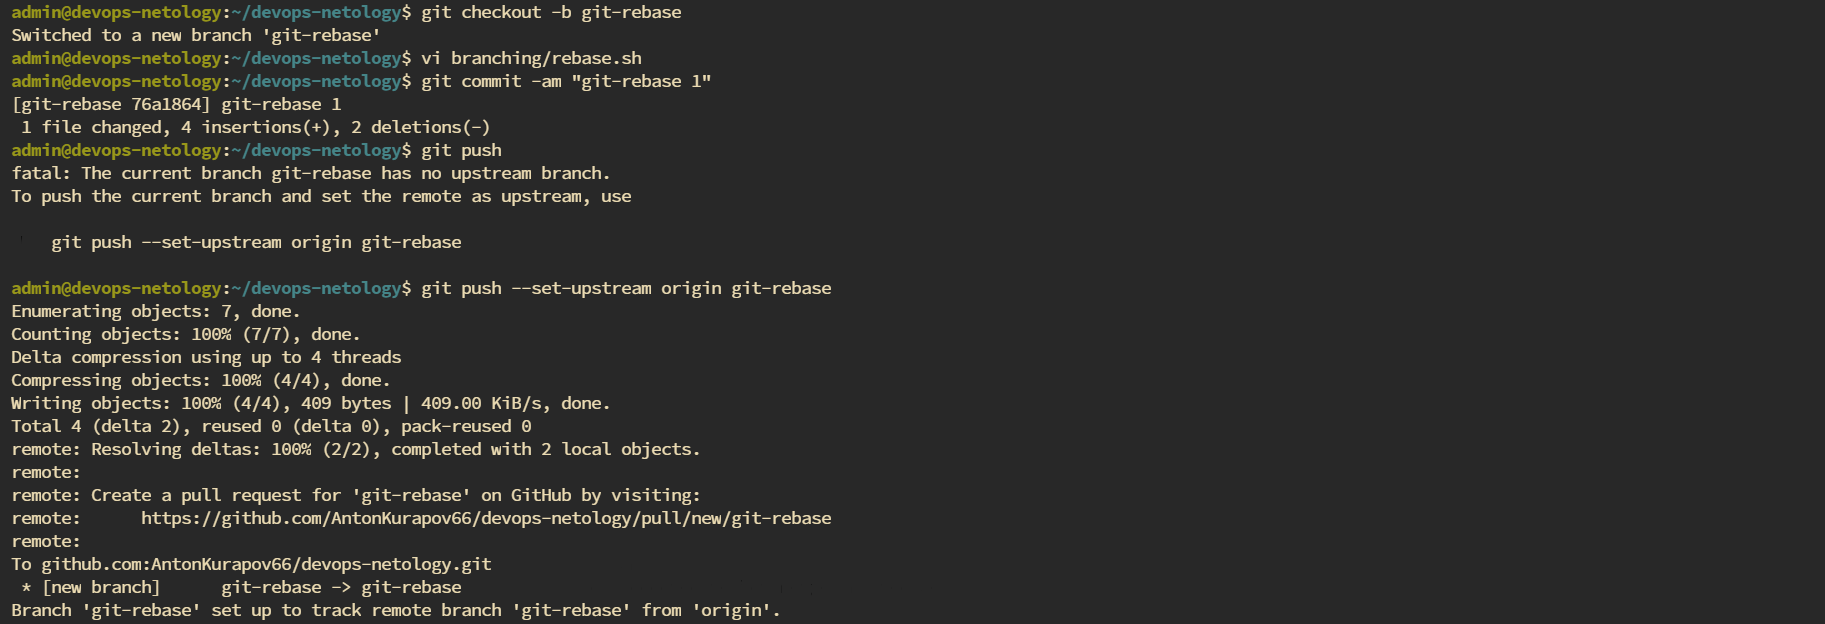 admin@devops-netology:~/devops-netology$ git checkout -b git-rebase
Switched to a new branch 'git-rebase'
admin@devops-netology:~/devops-netology$ vi branching/rebase.sh
admin@devops-netology:~/devops-netology$ git commit -am "git-rebase 1"
[git-rebase 76a1864] git-rebase 1
 1 file changed, 4 insertions(+), 2 deletions(-)
admin@devops-netology:~/devops-netology$ git push
fatal: The current branch git-rebase has no upstream branch.
To push the current branch and set the remote as upstream, use

    git push --set-upstream origin git-rebase

admin@devops-netology:~/devops-netology$ git push --set-upstream origin git-rebase
Enumerating objects: 7, done.
Counting objects: 100% (7/7), done.
Delta compression using up to 4 threads
Compressing objects: 100% (4/4), done.
Writing objects: 100% (4/4), 409 bytes | 409.00 KiB/s, done.
Total 4 (delta 2), reused 0 (delta 0), pack-reused 0
remote: Resolving deltas: 100% (2/2), completed with 2 local objects.
remote:
remote: Create a pull request for 'git-rebase' on GitHub by visiting:
remote:      https://github.com/AntonKurapov66/devops-netology/pull/new/git-rebase
remote:
To github.com:AntonKurapov66/devops-netology.git
 * [new branch]      git-rebase -> git-rebase
Branch 'git-rebase' set up to track remote branch 'git-rebase' from 'origin'.